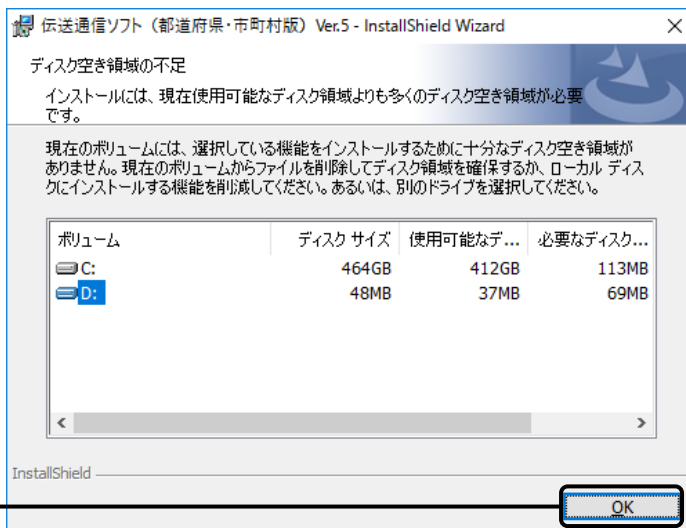 伝送通信ソフト（都道府県・市町村版） Ver.5 - InstallShield Wizard
ディスク空き領域の不足
インストールには、現在使用可能なディスク領域よりも多くのディスク空き領域が必要
です。
現在のボリュームには、選択している機能をインストールするために十分なディスク空き領域が
ありません。現在のボリュームからファイルを削除してディスク領域を確保するか、ローカル ディス
クにインストールする機能を削減してください。あるいは、別のドライブを選択してください。
ボリューム ディスク サイズ 使用可能なデ... 必要なディスク...
C: 464GB 412GB 113MB
D: 48MB 37MB 69MB
InstallShield
OK